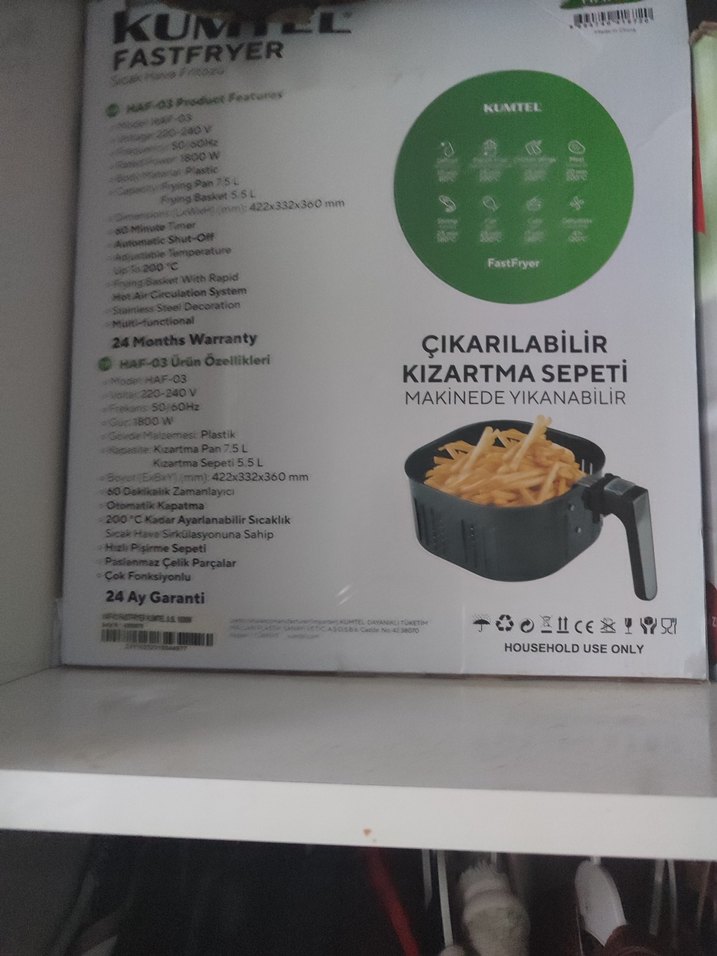 KUMTEL
FASTFRYER
Sıcak Hava Fritözü
HAF-03 Product Features
Model: HAF-03
Voltage: 220-240 V
Frequency: 50/60Hz
Rated Power: 1800 W
Body Material: Plastic
Capacity: Frying Pan 7.5 L
Frying Basket 5.5 L
Dimensions (LxWxH) (mm): 422x332x360 mm
60 Minute Timer
Automatic Shut-Off
Adjustable Temperature
Up To 200 °C
Frying Basket With Rapid
Hot Air Circulation System
Stainless Steel Decoration
Multi-functional
24 Months Warranty
HAF-03 Ürün Özellikleri
Model: HAF-03
Voltaj: 220-240 V
Frekans: 50/60Hz
Güç: 1800 W
Gövde Malzemesi: Plastik
Kapasite: Kızartma Pan 7.5 L
Kızartma Sepeti 5.5 L
Boyut (ExBxY) (mm): 422x332x360 mm
60 Dakikalık Zamanlayıcı
Otomatik Kapatma
200 °C Kadar Ayarlanabilir Sıcaklık
Sıcak Hava Sirkülasyonuna Sahip
Hızlı Pişirme Sepeti
Paslanmaz Çelik Parçalar
Çok Fonksiyonlu
24 Ay Garanti
Made in China
KUMTEL
FastFryer
ÇIKARILABİLİR
KIZARTMA SEPETİ
MAKİNEDE YIKANABİLİR
KUMTEL DAYANIKLI TÜKETİM
CE
HOUSEHOLD USE ONLY